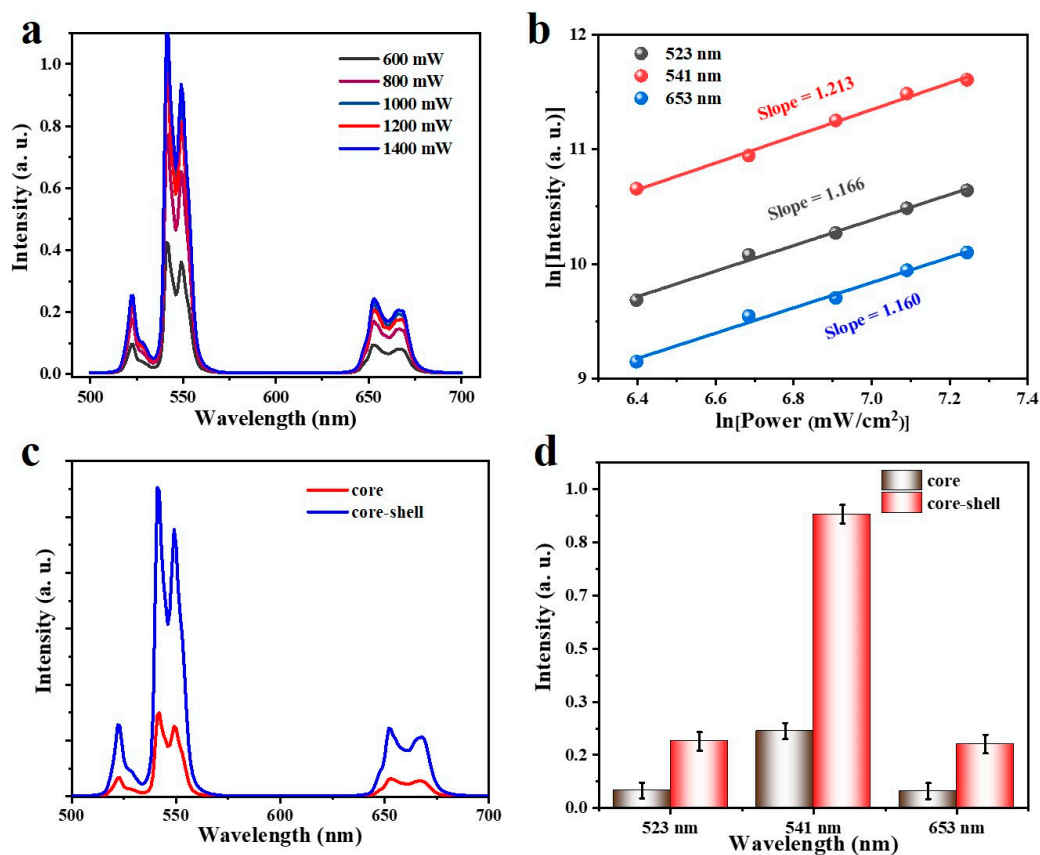 a
600 mW
800 mW
1000 mW
1200 mW
1400 mW
1.0
0.8
0.6
0.4
0.2
0.0
500
550
600
650
700
Wavelength (nm)
Intensity (a. u.)
b
523 nm
541 nm
653 nm
Slope = 1.213
Slope = 1.166
Slope = 1.160
12
11
10
9
6.4
6.6
6.8
7.0
7.2
7.4
ln[Power (mW/cm²)]
ln[Intensity (a. u.)]
c
core
core-shell
500
550
600
650
700
Wavelength (nm)
Intensity (a. u.)
d
core
core-shell
1.0
0.8
0.7
0.5
0.3
0.2
0.0
523 nm
541 nm
653 nm
Wavelength (nm)
Intensity (a. u.)